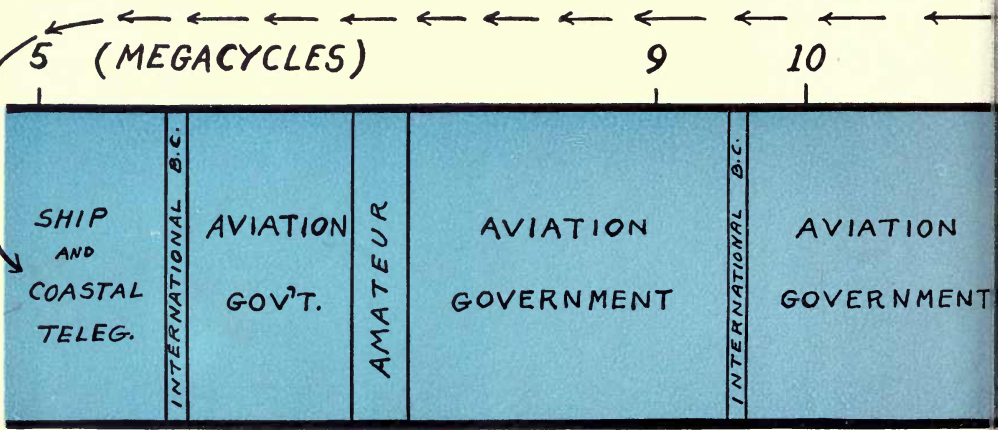 5 (MEGACYCLES) 9 10
SHIP
AND
COASTAL
TELEG.
INTERNATIONAL B.C.
AVIATION
GOV'T.
AMATEUR
AVIATION
GOVERNMENT
INTERNATIONAL B.C.
AVIATION
GOVERNMENT